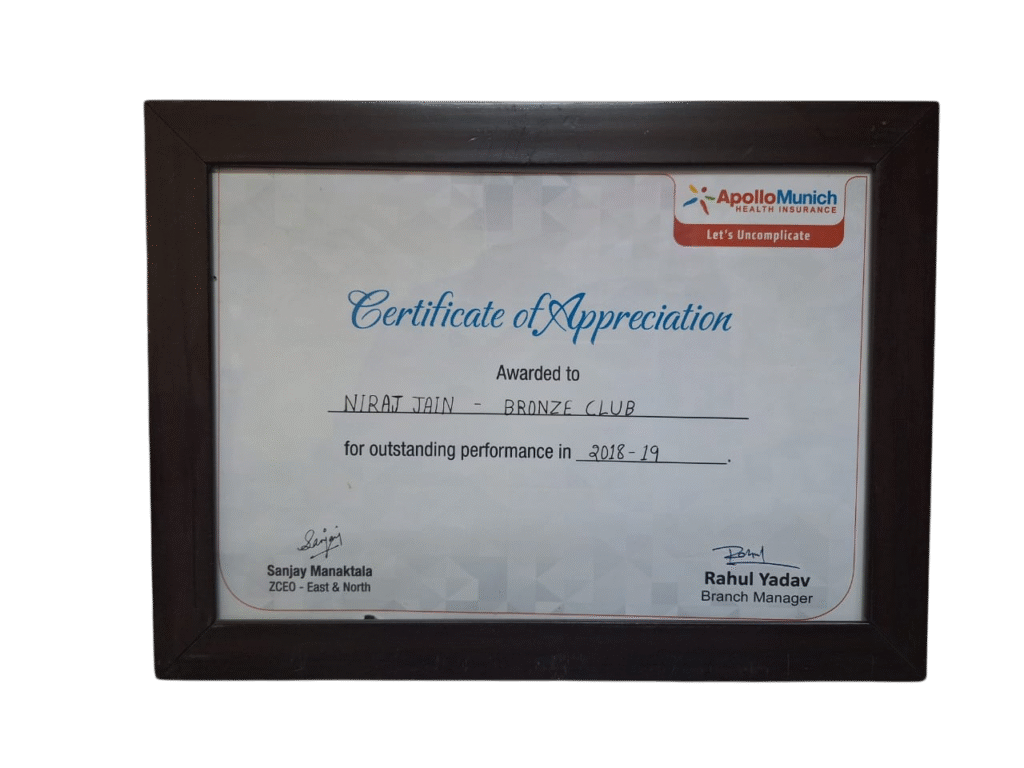 ApolloMunich
HEALTH INSURANCE
Let's Uncomplicate
Certificate of Appreciation
Awarded to
NIRAJ JAIN - BRONZE CLUB
for outstanding performance in 2018-19.
Sanjay
Sanjay Manaktala
ZCEO - East & North
Rahul Yadav
Branch Manager